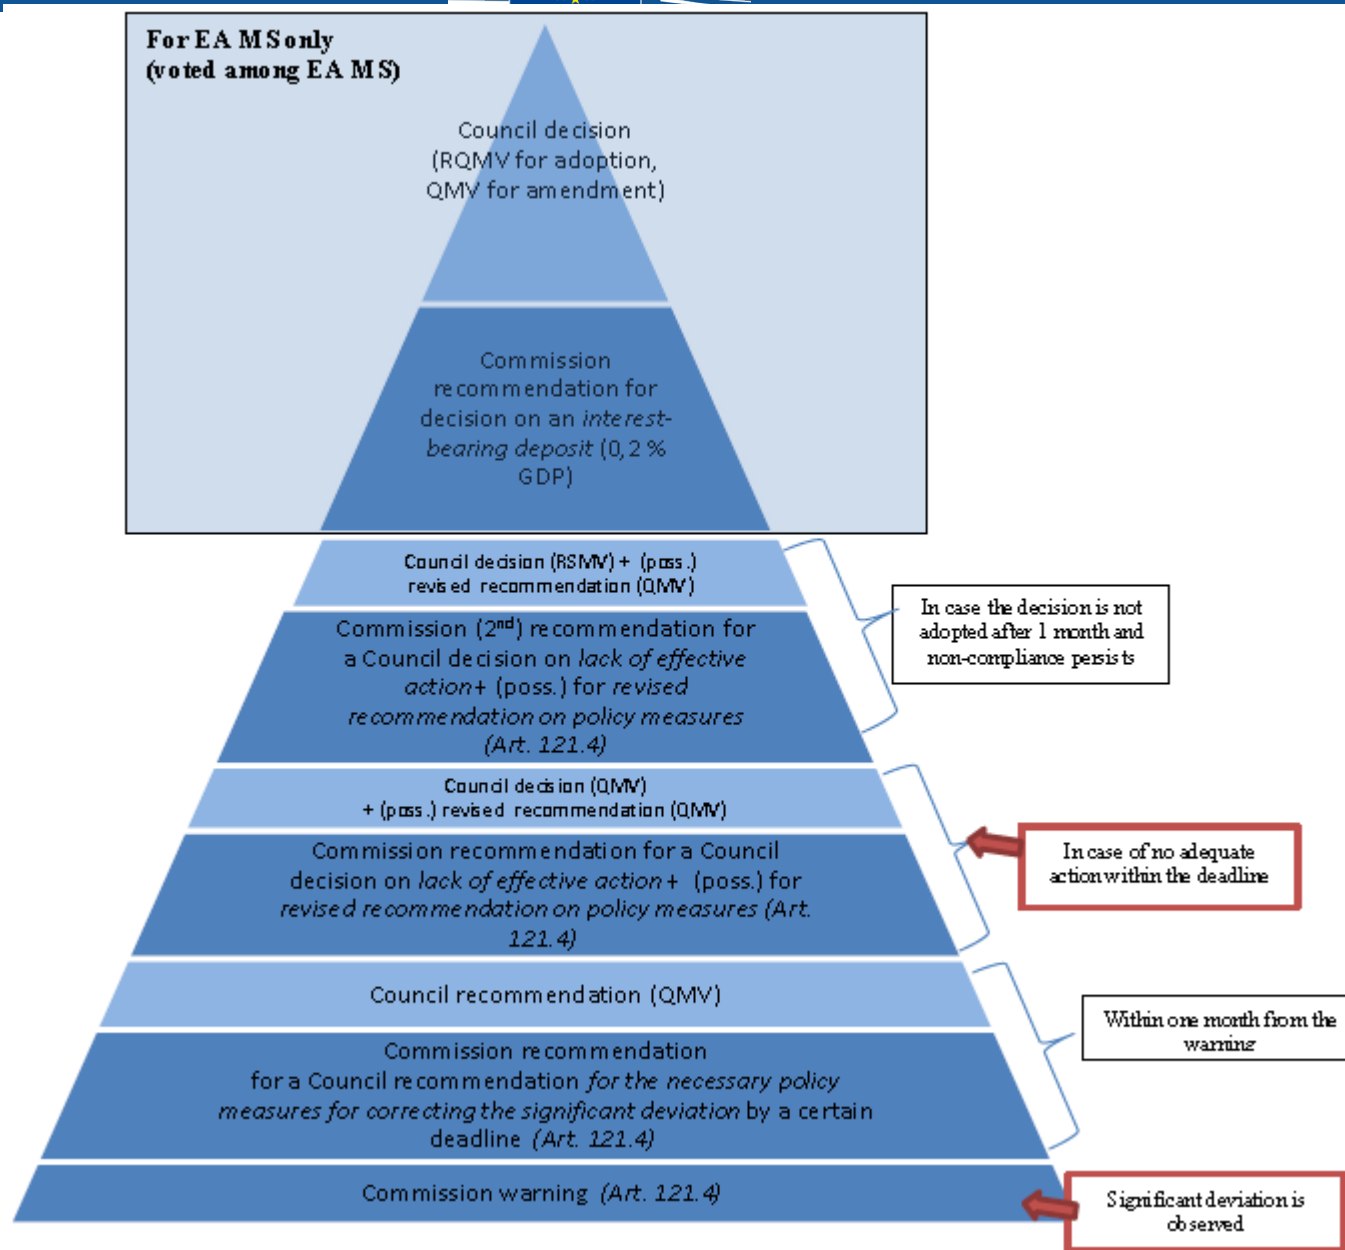 For EA MS only
(voted among EA MS)
Council decision
(RQMV for adoption,
QMV for amendment)
Commission
recommendation for
decision on an interest-
bearing deposit (0,2 %
GDP)
Council decision (RSMV) + (poss.)
revised recommendation (QMV)
In case the decision is not
adopted after 1 month and
non-compliance persists
Commission (2nd) recommendation for
a Council decision on lack of effective
action + (poss.) for revised
recommendation on policy measures
(Art. 121.4)
Council decision (QMV)
+ (poss.) revised recommendation (QMV)
In case of no adequate
action within the deadline
Commission recommendation for a Council
decision on lack of effective action + (poss.) for
revised recommendation on policy measures (Art.
121.4)
Council recommendation (QMV)
Within one month from the
warning
Commission recommendation
for a Council recommendation for the necessary policy
measures for correcting the significant deviation by a certain
deadline (Art. 121.4)
Commission warning (Art. 121.4)
Significant deviation is
observed